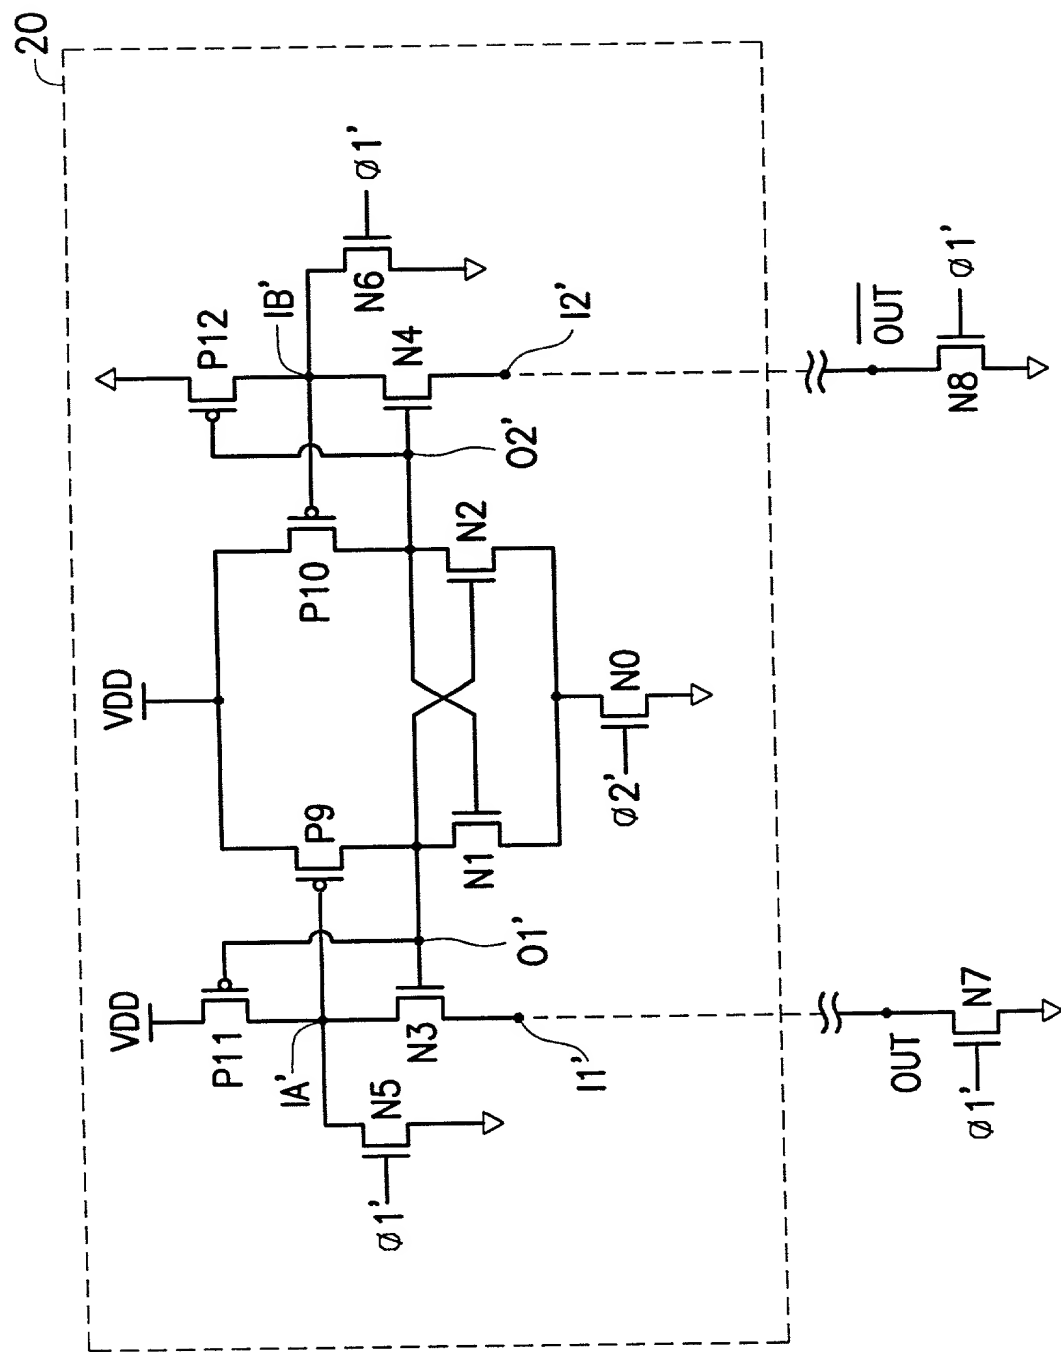 20
VDD
VDD
P11
P9
P10
P12
IA'
IB'
ø1'
N5
N3
O1'
N1
N2
O2'
N4
N6
ø1'
I1'
I2'
ø2'
N0
OUT
OUT
ø1'
N7
N8
ø1'